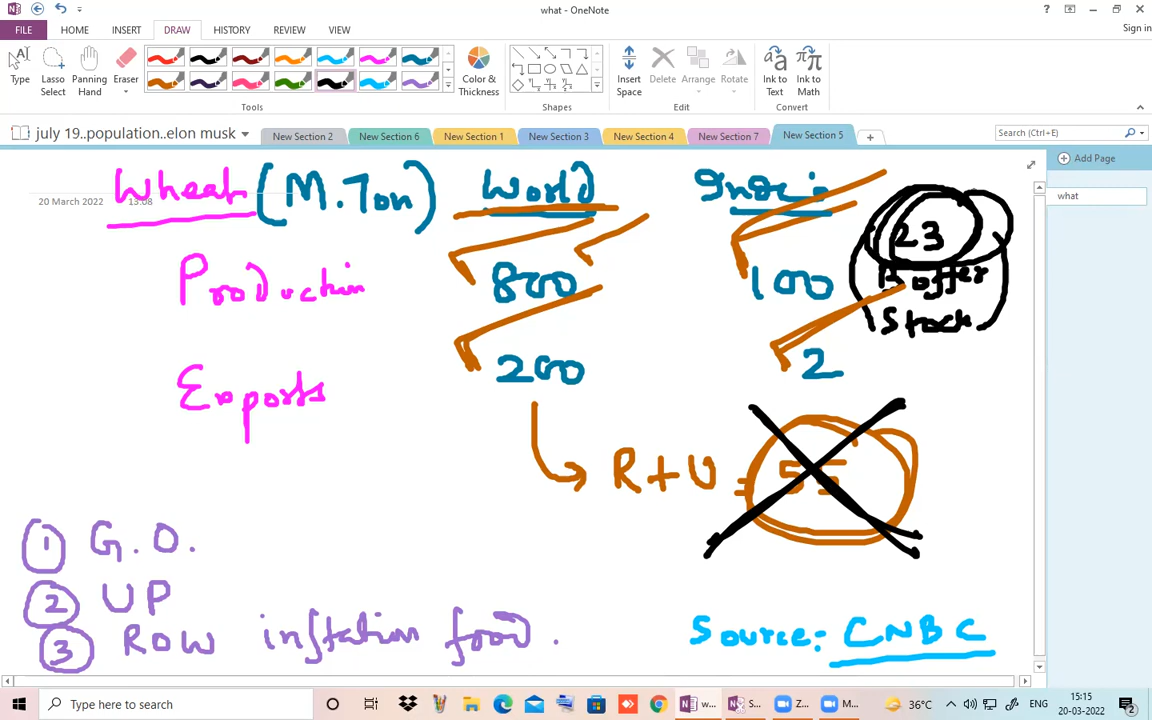 what - OneNote
Sign in
FILE HOME INSERT DRAW HISTORY REVIEW VIEW
Type
Lasso Select
Panning Hand
Eraser
Color & Thickness
Insert Space
Delete
Arrange
Rotate
Ink to Text
Ink to Math
Tools
Shapes
Edit
Convert
july 19..population..elon musk
New Section 2 New Section 6 New Section 1 New Section 3 New Section 4 New Section 7 New Section 5
Search (Ctrl+E)
Add Page
what
20 March 2022 13:08
Wheat (M.Ton) World India
23
Buffer
Stock
Production 800 100
Exports 200 2
R+U = 55
1 G.O.
2 UP
3 ROW inflation food.
Source: CNBC
Type here to search
36°C
ENG
15:15
20-03-2022
2